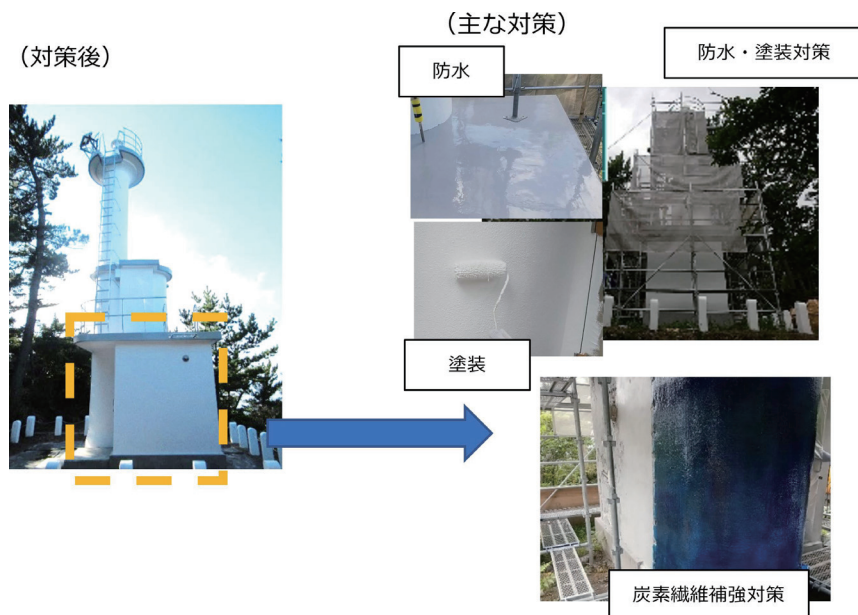 （対策後）
（主な対策）
防水
防水・塗装対策
塗装
炭素繊維補強対策